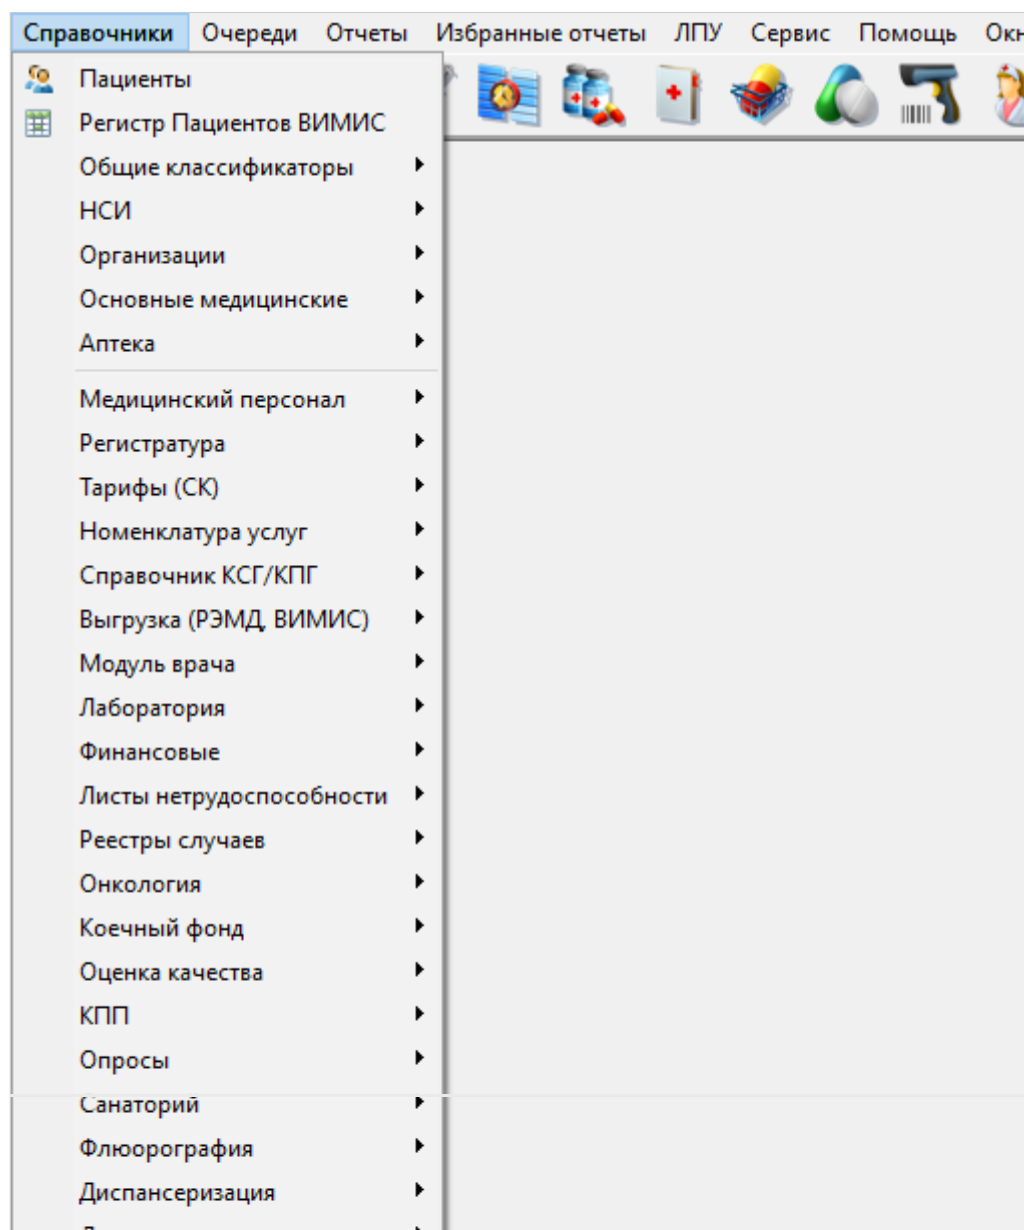 Справочники Очереди Отчеты Избранные отчеты ЛПУ Сервис Помощь
Пациенты
Регистр Пациентов ВИМИС
Общие классификаторы
НСИ
Организации
Основные медицинские
Аптека
Медицинский персонал
Регистратура
Тарифы (СК)
Номенклатура услуг
Справочник КСГ/КПГ
Выгрузка (РЭМД, ВИМИС)
Модуль врача
Лаборатория
Финансовые
Листы нетрудоспособности
Реестры случаев
Онкология
Коечный фонд
Оценка качества
КПП
Опросы
Санаторий
Флюорография
Диспансеризация